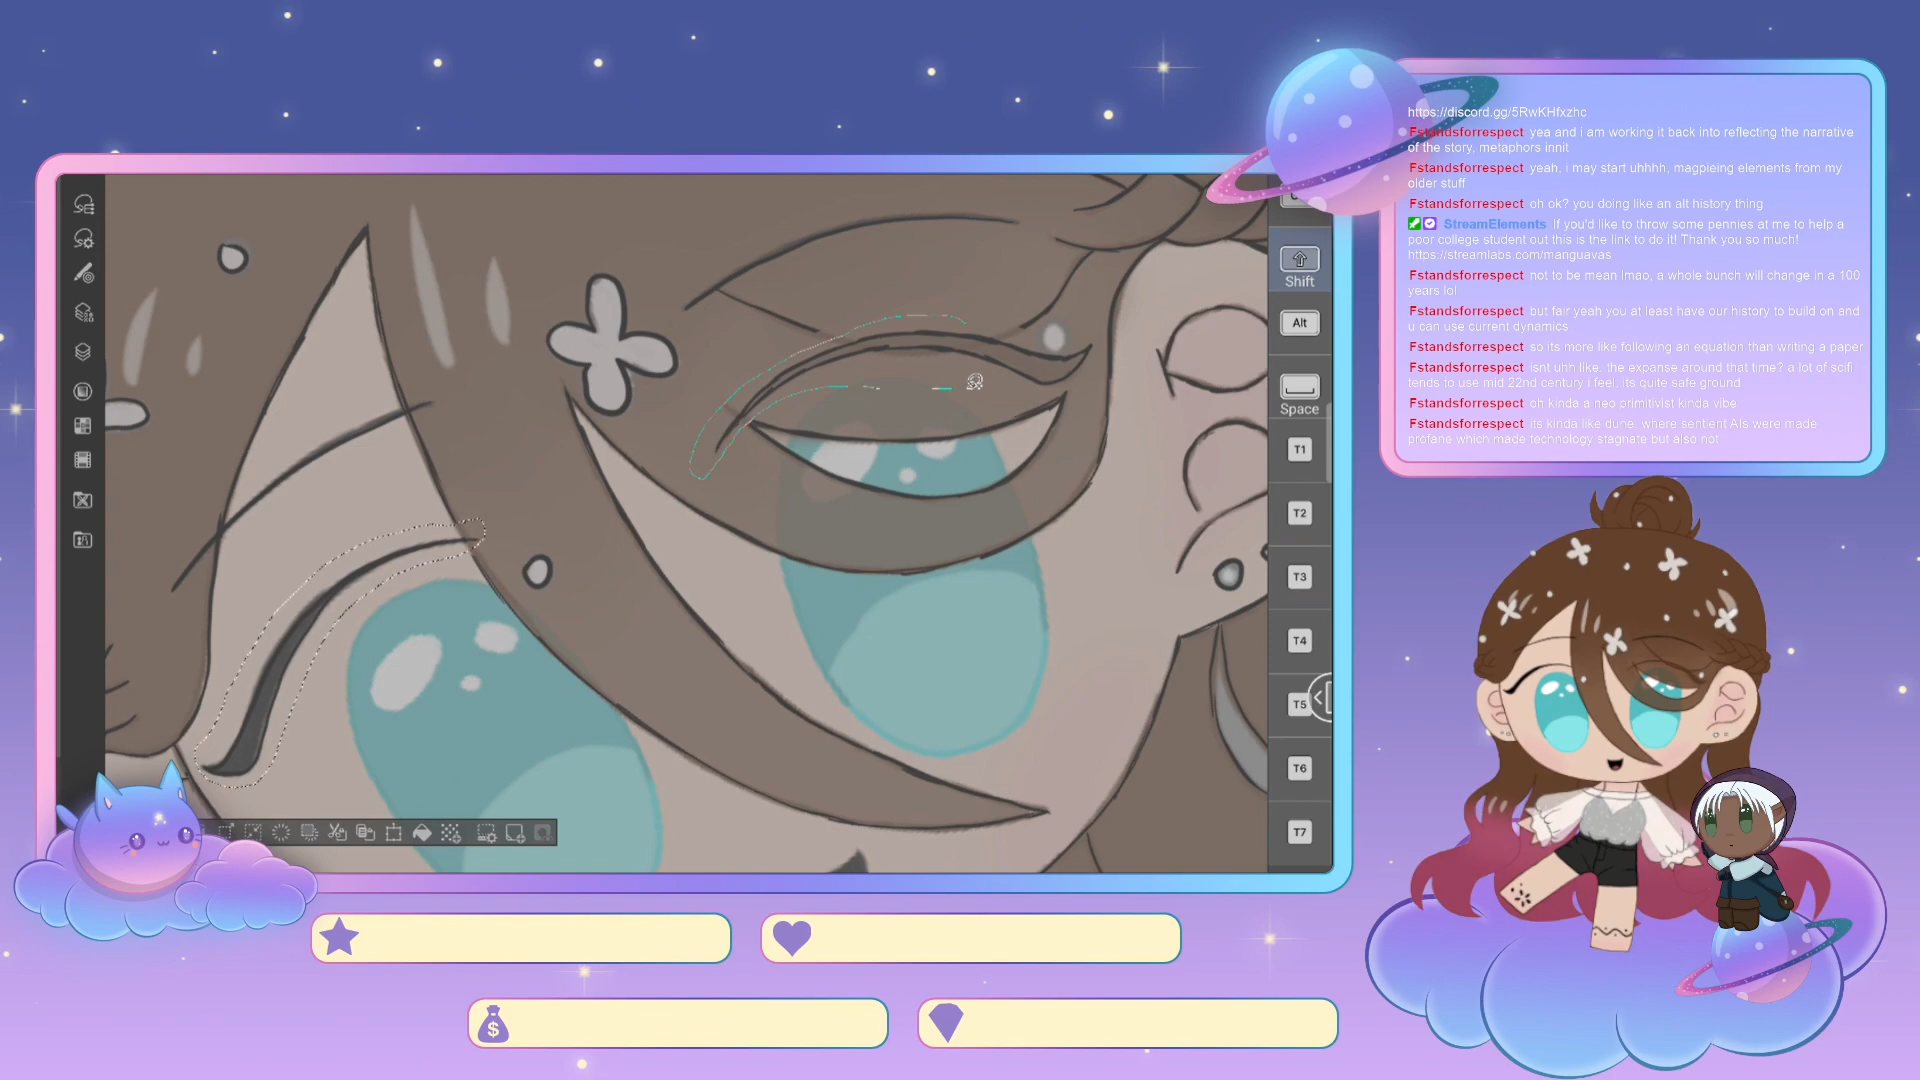 https://discord.gg/5RwKHfxzhc
Fstandsforrespect yea and i am working it back into reflecting the narrative
of the story, metaphors innit
Fstandsforrespect yeah, i may start uhhhh, magpieing elements from my
older stuff
Fstandsforrespect oh ok? you doing like an alt history thing
StreamElements If you'd like to throw some pennies at me to help a
poor college student out this is the link to do it! Thank you so much!
https://streamlabs.com/manguavas
Fstandsforrespect not to be mean lmao, a whole bunch will change in a 100
years lol
Fstandsforrespect but fair yeah you at least have our history to build on and
u can use current dynamics
Fstandsforrespect so its more like following an equation than writing a paper
Fstandsforrespect isnt uhh like. the expanse around that time? a lot of scifi
tends to use mid 22nd century i feel. its quite safe ground
Fstandsforrespect oh kinda a neo primitivist kinda vibe
Fstandsforrespect its kinda like dune. where sentient AIs were made
profane which made technology stagnate but also not
Shift
Alt
Space
T1
T2
T3
T4
T5
T6
T7
$